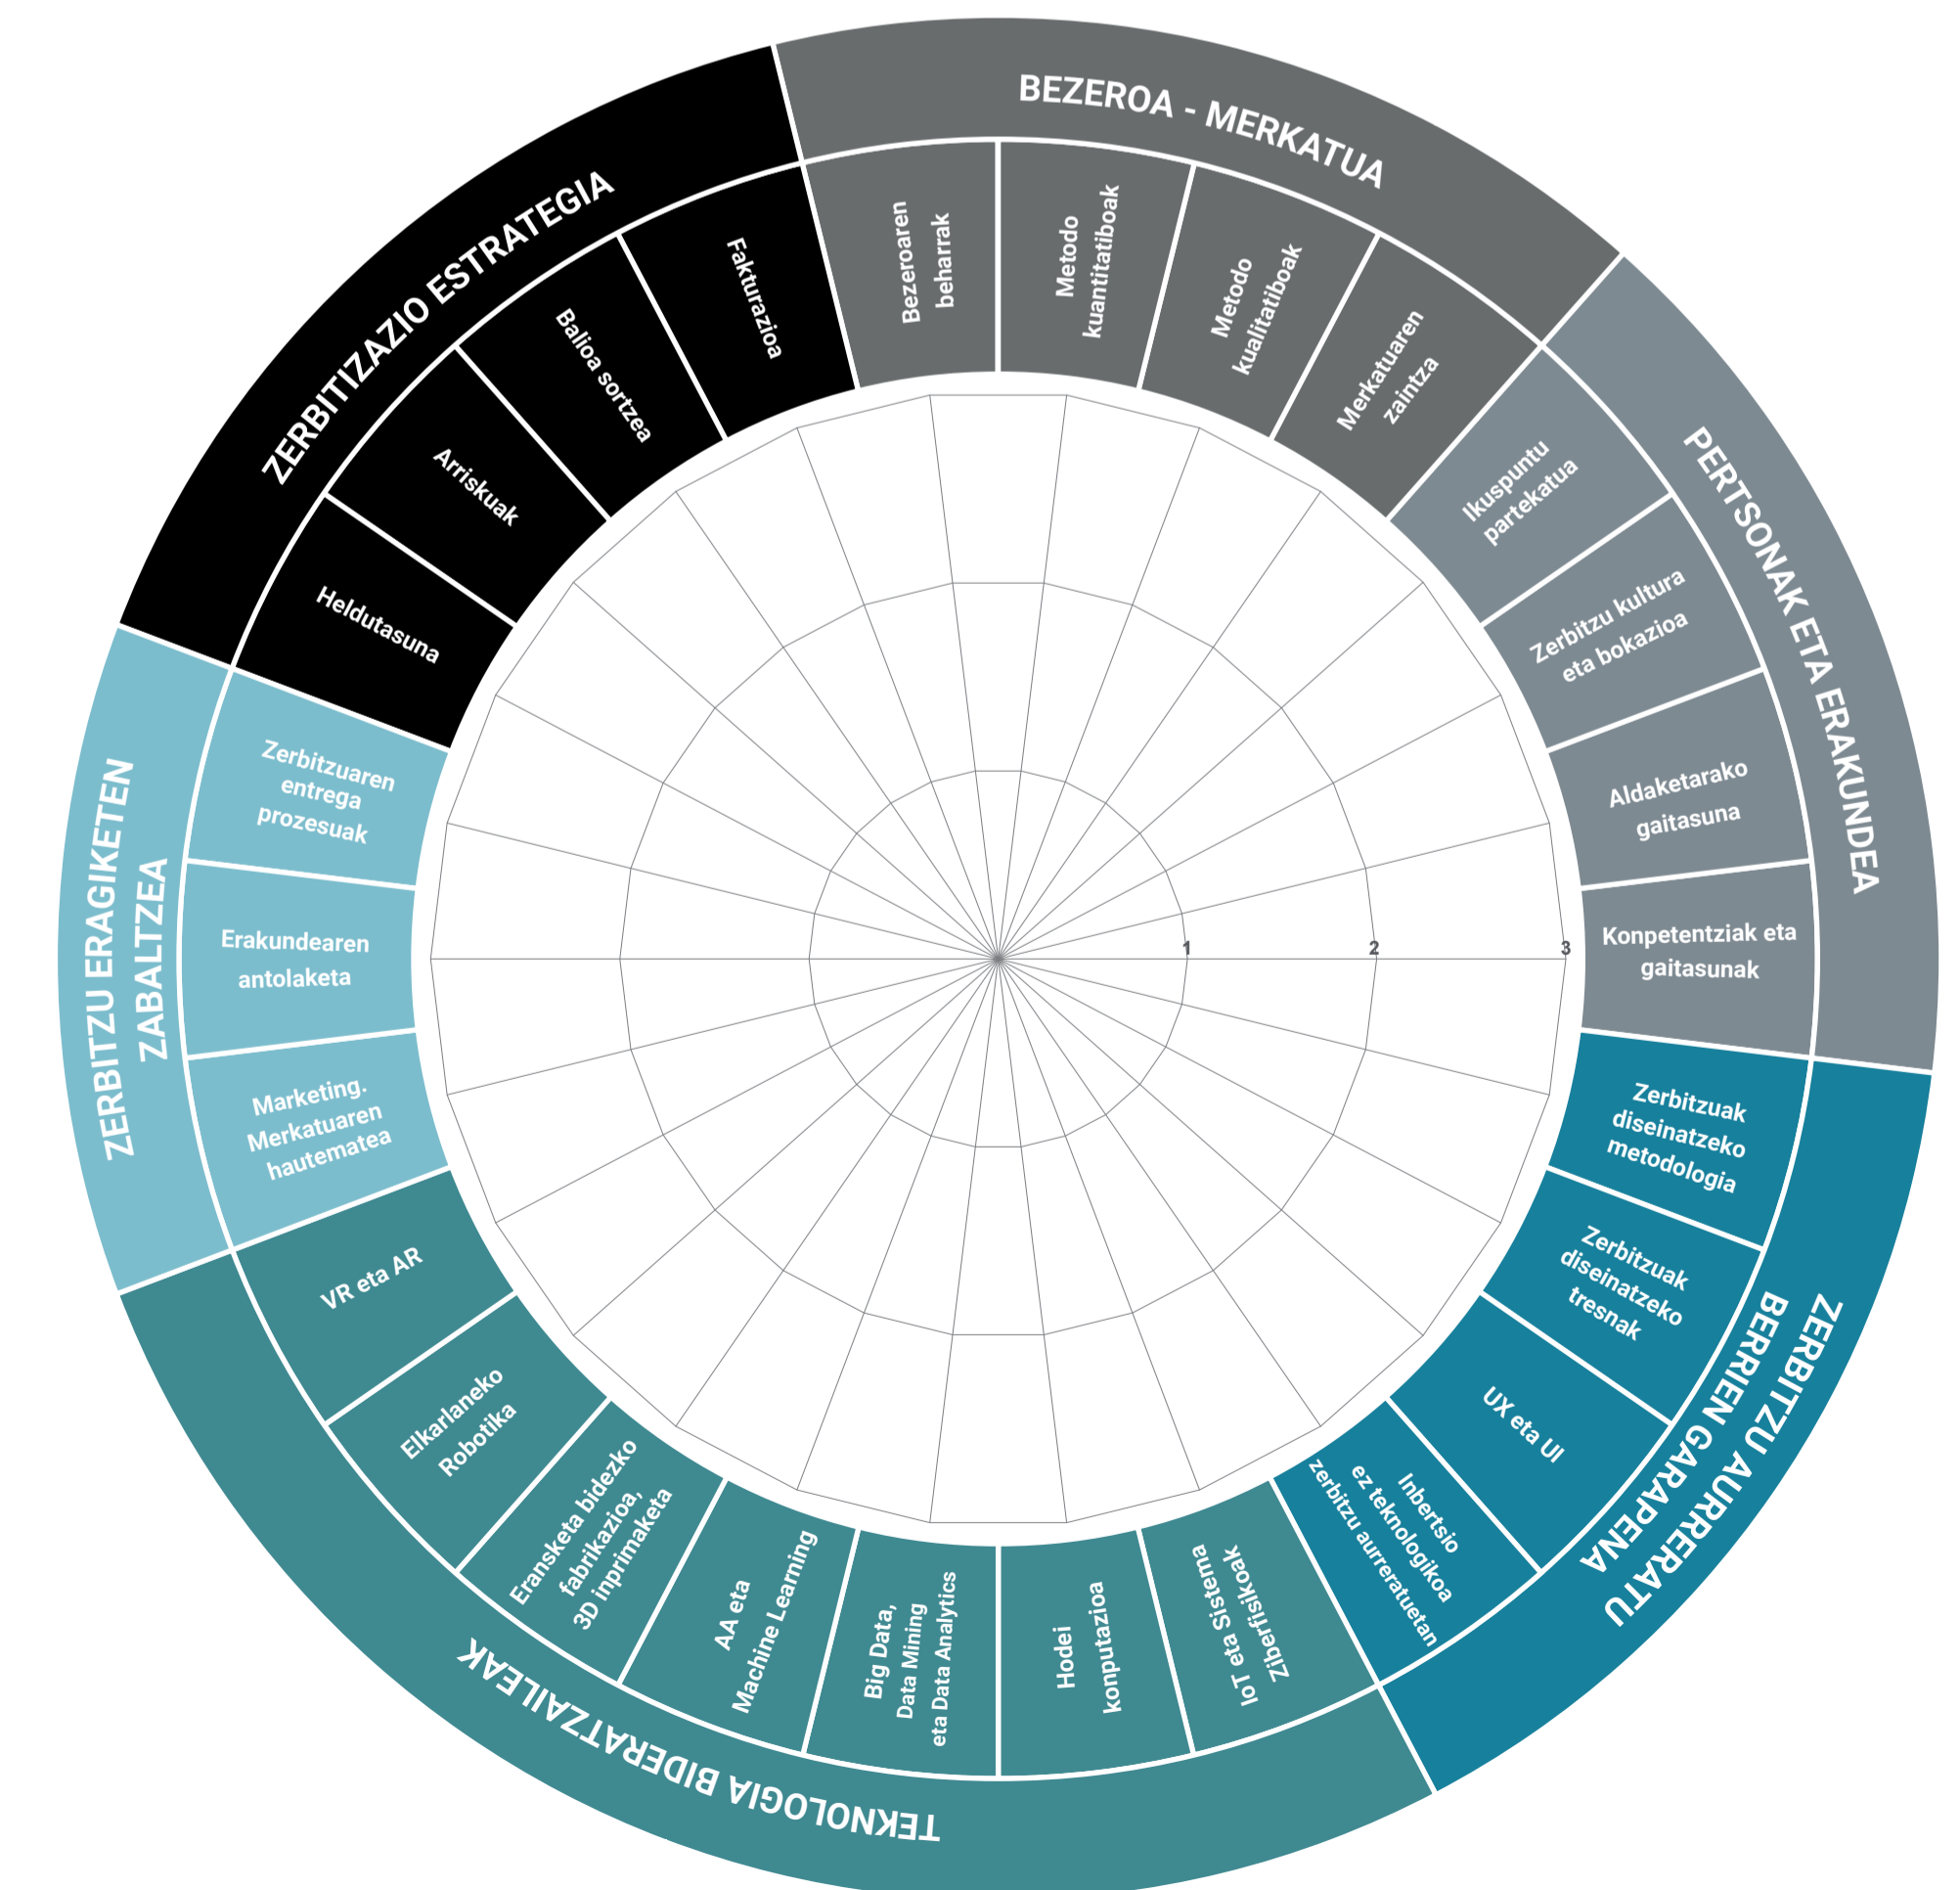 BEZEROA - MERKATUA
Bezeroaren
beharrak
Metodo
kuantitatiboak
Metodo
kualitatiboak
Merkatuaren
zaintza
PERTSONAK ETA ERAKUNDEA
Ikuspuntu
partekatua
Zerbitzu kultura
eta bokazioa
Aldaketarako
gaitasuna
Konpetentziak eta
gaitasunak
ZERBITZU AURRERATU
BERRIEN GARAPENA
Zerbitzuak
diseinatzeko
metodologia
Zerbitzuak
diseinatzeko
tresnak
UX eta UI
Inbertsio
ez teknologikoa
zerbitzu aurreratuetan
TEKNOLOGIA BIDERATZAILEAK
IoT eta Sistema
Ziberfisikoak
Hodei
konputazioa
Big Data,
Data Mining
eta Data Analytics
AA eta
Machine Learning
Eransketa bidezko
fabrikazioa,
3D inprimaketa
Elkarlaneko
Robotika
VR eta AR
ZERBITZU ERAGIKETEN
ZABALTZEA
Marketing.
Merkatuaren
hautematea
Erakundearen
antolaketa
Zerbitzuaren
entrega
prozesuak
ZERBITIZAZIO ESTRATEGIA
Heldutasuna
Arriskuak
Balioa sortzea
Fakturazioa
1
2
3